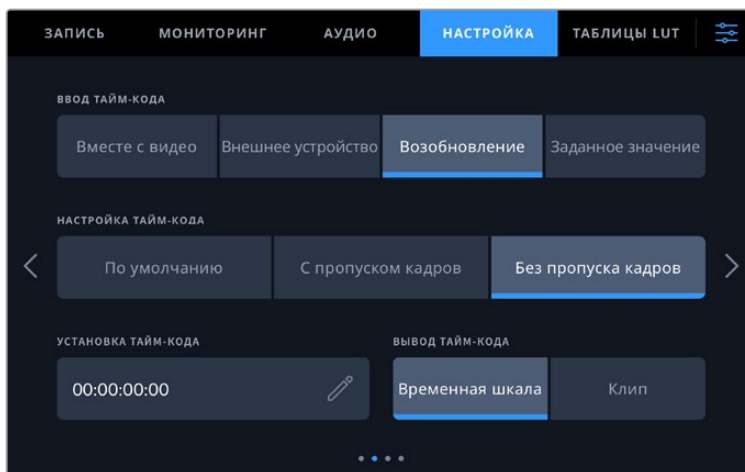 ЗАПИСЬ МОНИТОРИНГ АУДИО НАСТРОЙКА ТАБЛИЦЫ LUT
ВВОД ТАЙМ-КОДА
Вместе с видео Внешнее устройство Возобновление Заданное значение
НАСТРОЙКА ТАЙМ-КОДА
По умолчанию С пропуском кадров Без пропуска кадров
УСТАНОВКА ТАЙМ-КОДА ВЫВОД ТАЙМ-КОДА
00:00:00:00 Временная шкала Клип